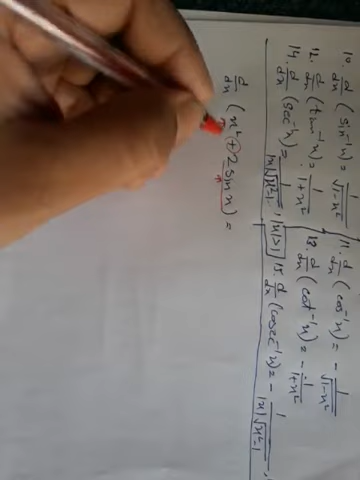 10. d/dx (sin⁻¹x) = 1/√1-x² 11. d/dx (cos⁻¹x) = - 1/√1-x²
12. d/dx (tan⁻¹x) = 1/1+x² 13. d/dx (cot⁻¹x) = - 1/1+x²
14. d/dx (sec⁻¹x) = 1/|x|√x²-1, |x|>1 15. d/dx (cosec⁻¹x) = - 1/|x|√x²-1,
d/dx (x² + 2sinx) =